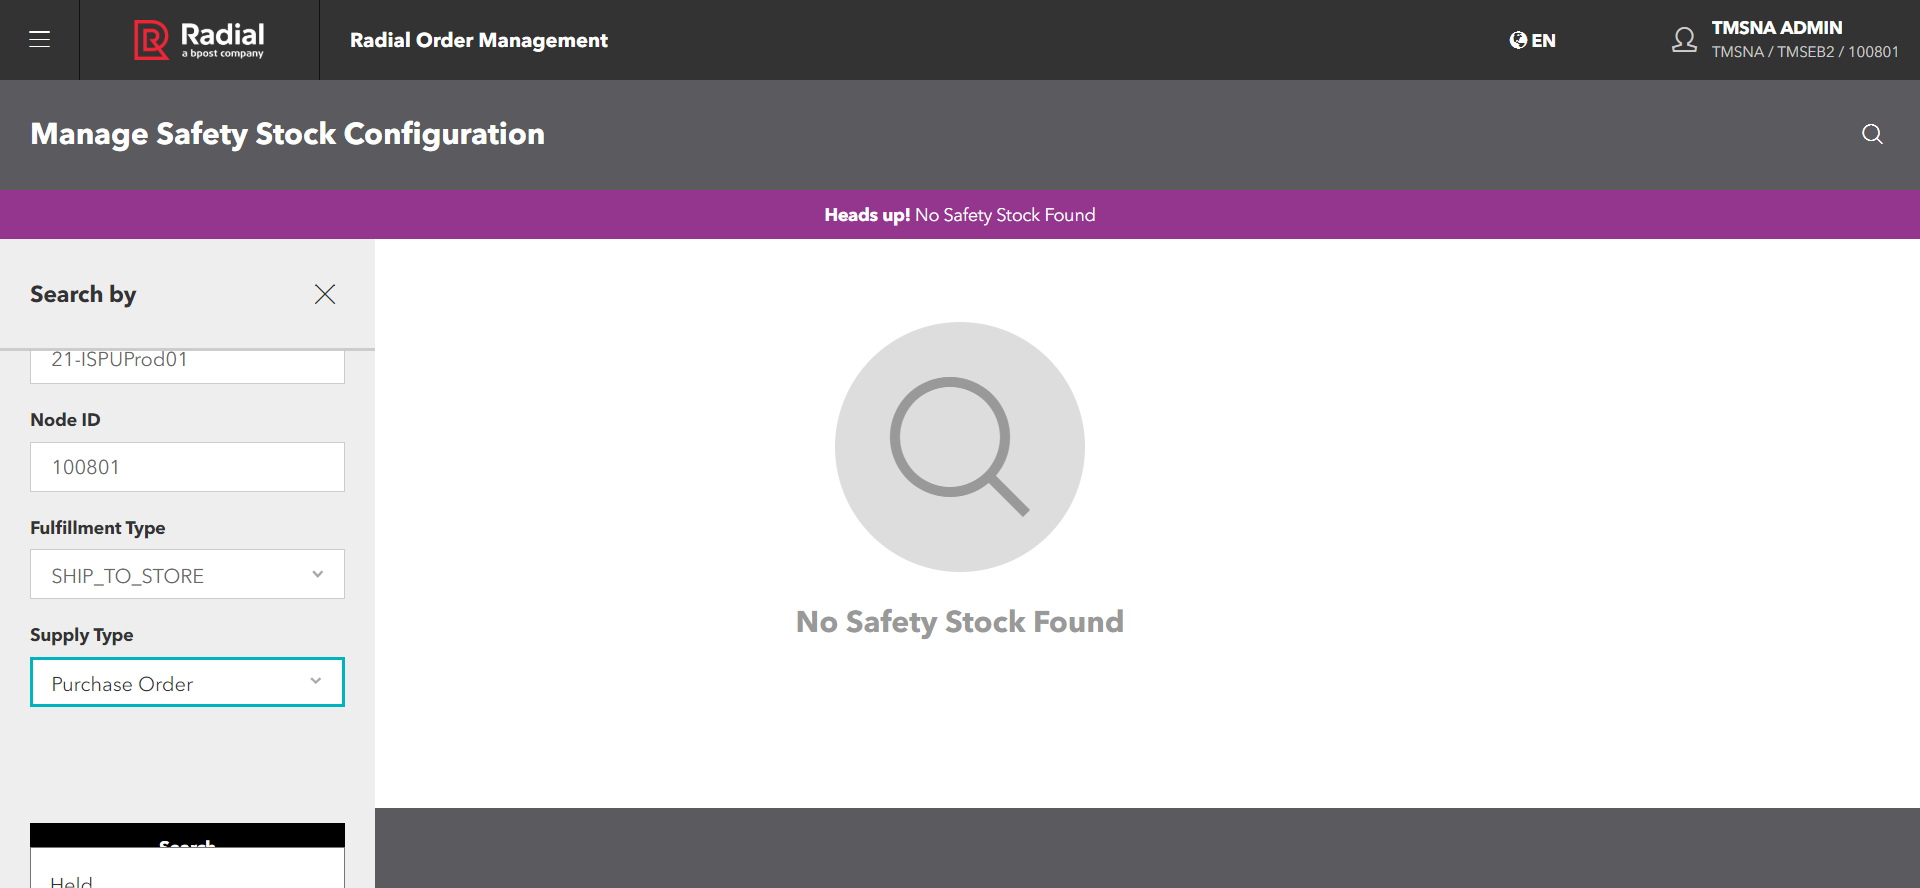 Radial
a bpost company
Radial Order Management
EN
TMSNA ADMIN
TMSNA / TMSEB2 / 100801
Manage Safety Stock Configuration
Heads up! No Safety Stock Found
Search by
21-ISPUProd01
Node ID
100801
Fulfillment Type
SHIP_TO_STORE
Supply Type
Purchase Order
Search
Held
No Safety Stock Found